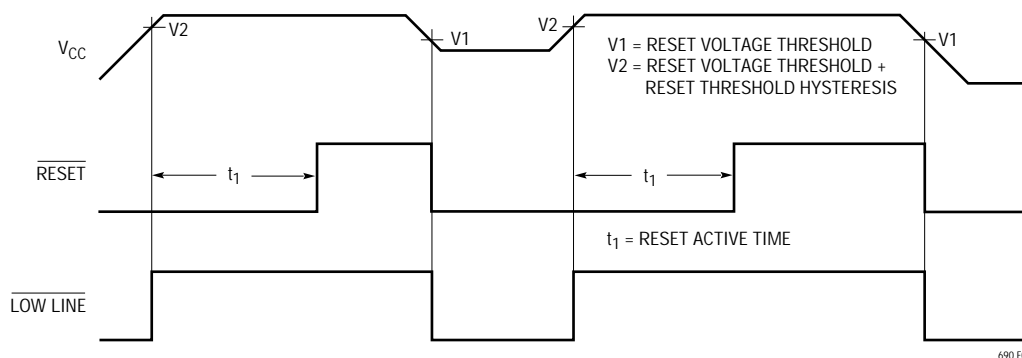 V2
V1
V2
V1
VCC
V1 = RESET VOLTAGE THRESHOLD
V2 = RESET VOLTAGE THRESHOLD +
RESET THRESHOLD HYSTERESIS
RESET
t1
t1
t1 = RESET ACTIVE TIME
LOW LINE